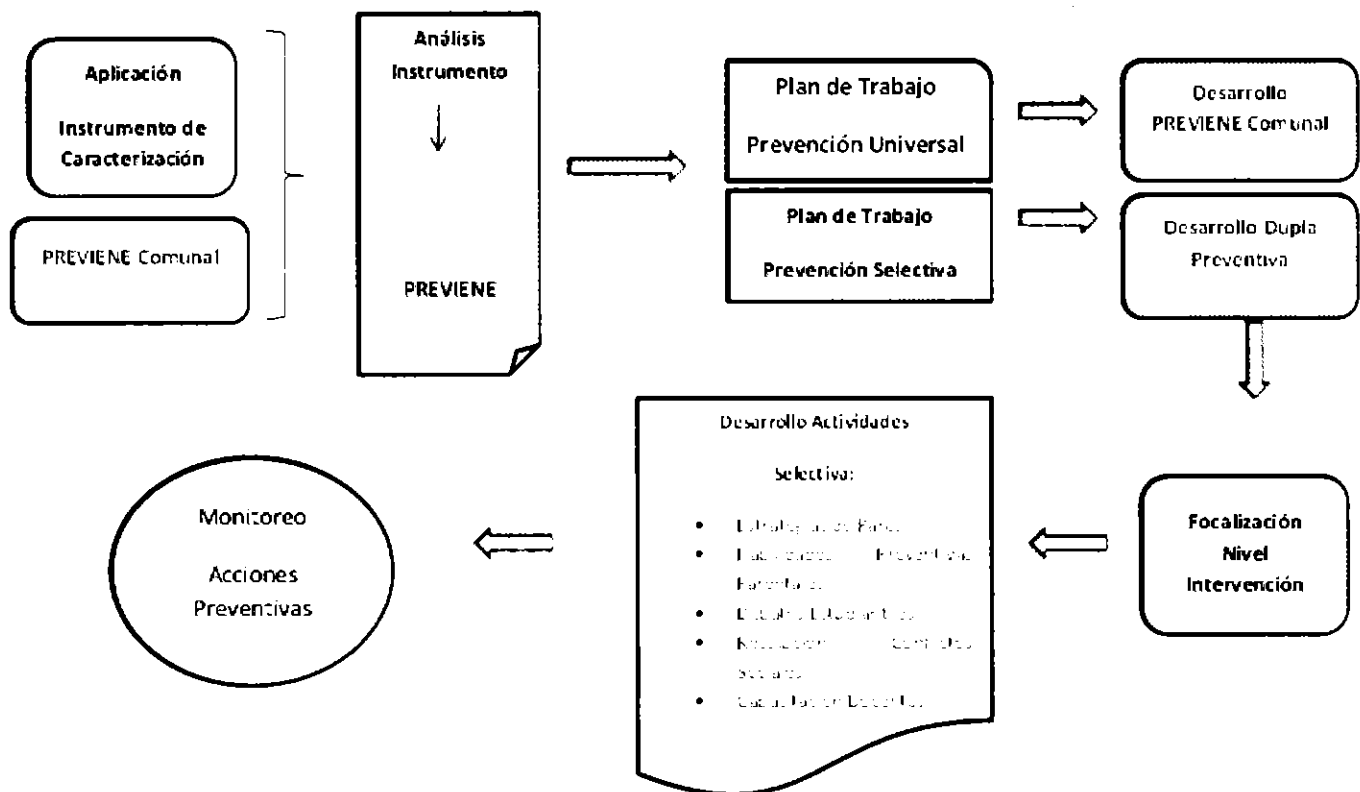 Aplicación
Instrumento de
Caracterización
PREVIENE Comunal
Análisis
Instrumento
PREVIENE
Plan de Trabajo
Prevención Universal
Plan de Trabajo
Prevención Selectiva
Desarrollo
PREVIENE Comunal
Desarrollo Dupla
Preventiva
Focalización
Nivel
Intervención
Desarrollo Actividades
Selectiva:
Parentales
Monitoreo
Acciones
Preventivas